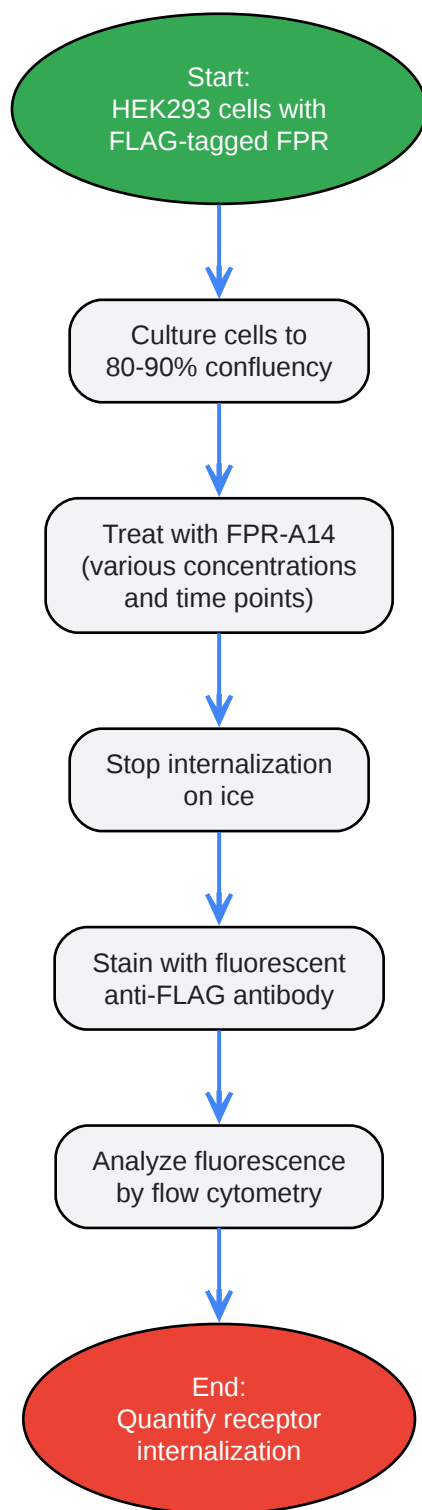 Start:
HEK293 cells with
FLAG-tagged FPR
Culture cells to
80-90% confluency
Treat with FPR-A14
(various concentrations
and time points)
Stop internalization
on ice
Stain with fluorescent
anti-FLAG antibody
Analyze fluorescence
by flow cytometry
End:
Quantify receptor
internalization